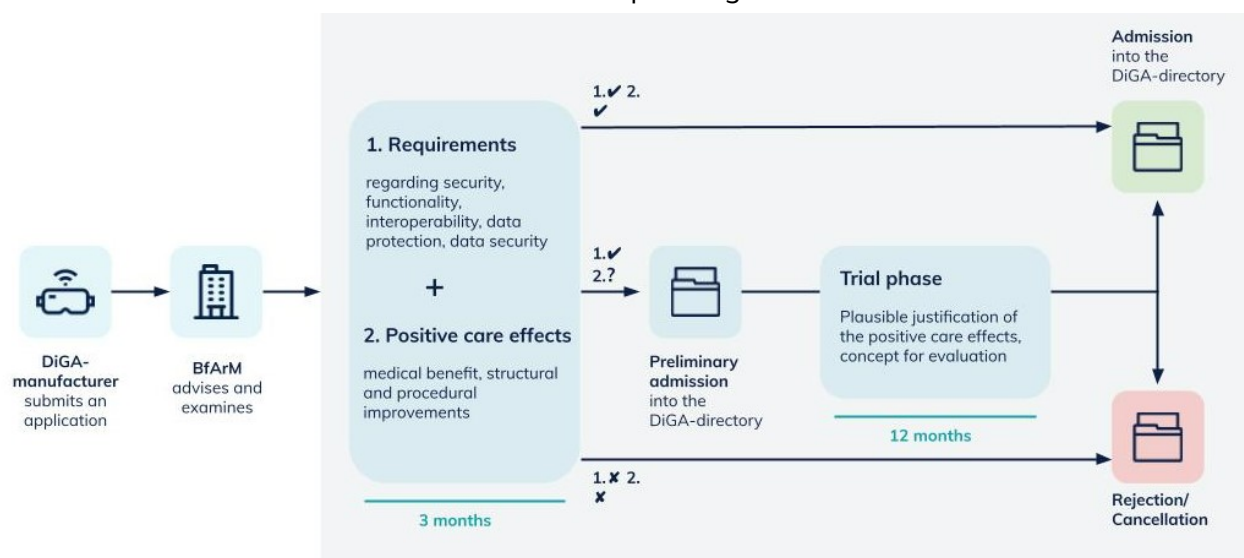 DiGA-
manufacturer
submits an
application
BfArM
advises and
examines
1. Requirements
regarding security,
functionality,
interoperability, data
protection, data security
+
2. Positive care effects
medical benefit, structural
and procedural
improvements
3 months
1.✔ 2.
✔
1.✔
2.?
1.✘ 2.
✘
Preliminary
admission
into the
DiGA-directory
Trial phase
Plausible justification of
the positive care effects,
concept for evaluation
12 months
Admission
into the
DiGA-directory
Rejection/
Cancellation